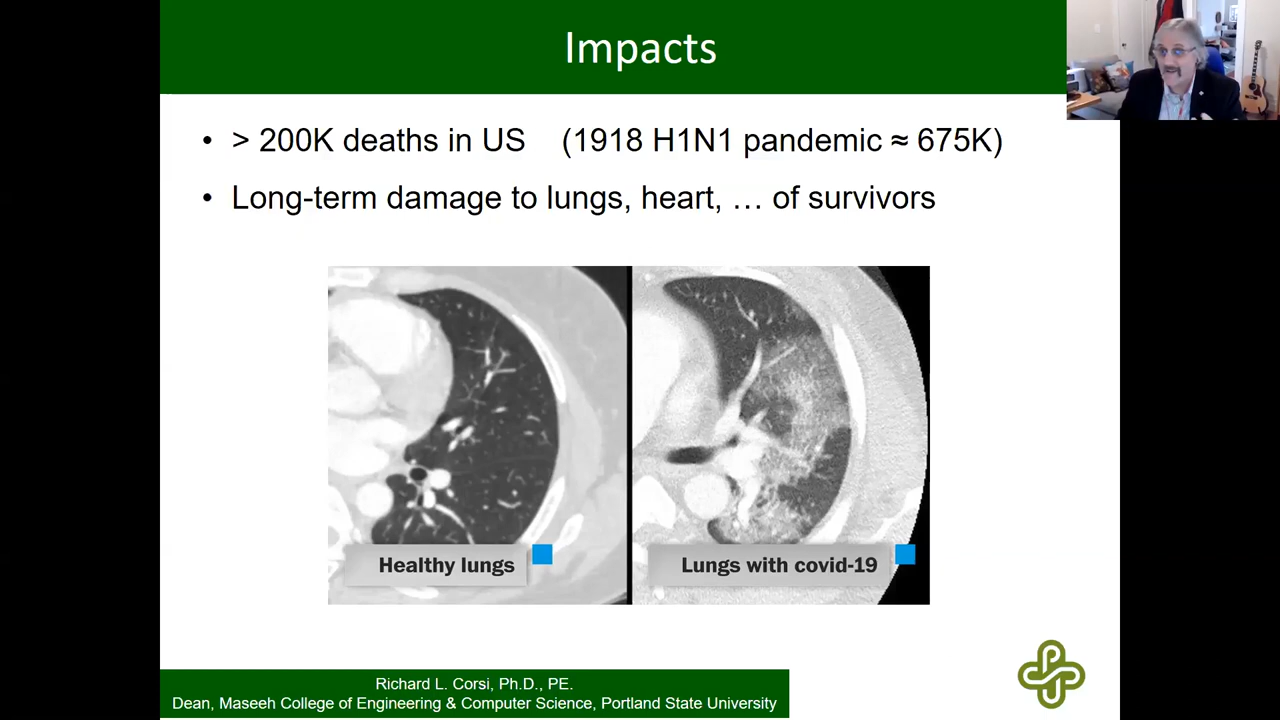 Impacts
• > 200K deaths in US (1918 H1N1 pandemic ≈ 675K)
• Long-term damage to lungs, heart, … of survivors
Healthy lungs
Lungs with covid-19
Richard L. Corsi, Ph.D., PE.
Dean, Maseeh College of Engineering & Computer Science, Portland State University